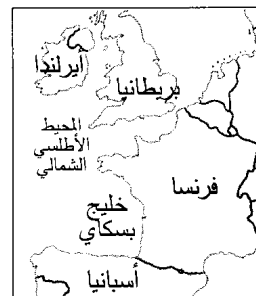 أيرلندا
بريطانيا
المحيط
الأطلسي
الشمالي
فرنسا
خليج
بسكاي
أسبانيا